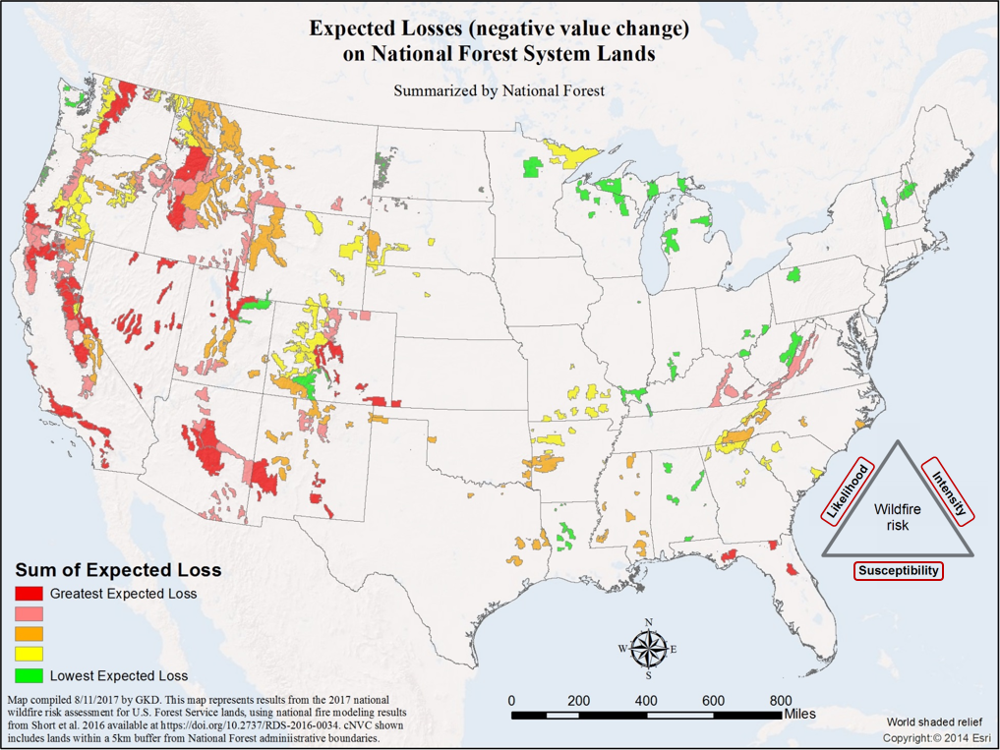 Expected Losses (negative value change)
on National Forest System Lands
Summarized by National Forest
Likelihood
Intensity
Wildfire
risk
Susceptibility
Sum of Expected Loss
Greatest Expected Loss
Lowest Expected Loss
N
W
E
S
Map compiled 8/11/2017 by GKD. This map represents results from the 2017 national
wildfire risk assessment for U.S. Forest Service lands, using national fire modeling results
from Short et al. 2016 available at https://doi.org/10.2737/RDS-2016-0034. cNVC shown
includes lands within a 5km buffer from National Forest adminiistrative boundaries.
0 200 400 600 800
Miles
World shaded relief
Copyright:© 2014 Esri